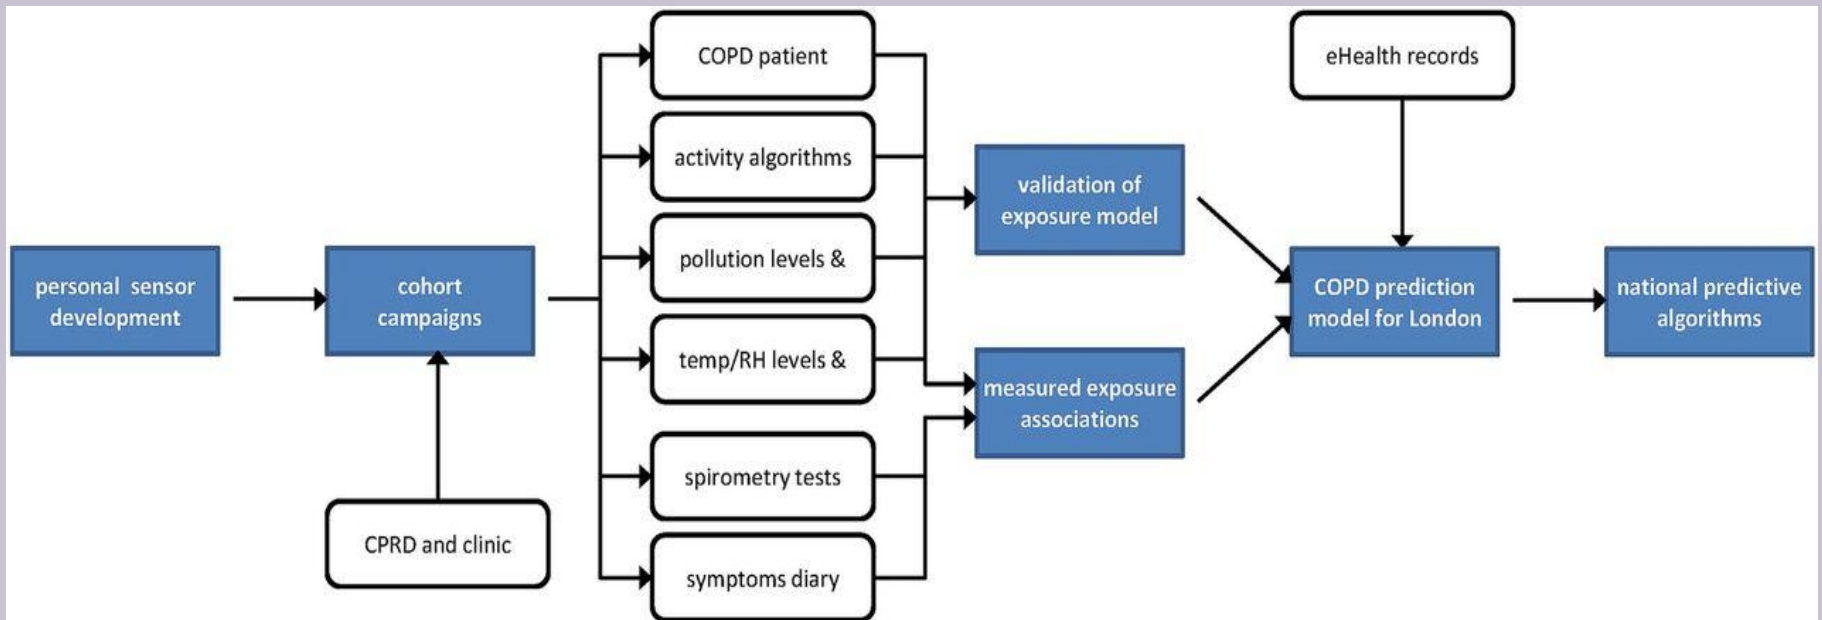 personal sensor
development
cohort
campaigns
CPRD and clinic
COPD patient
activity algorithms
pollution levels &
temp/RH levels &
spirometry tests
symptoms diary
validation of
exposure model
measured exposure
associations
eHealth records
COPD prediction
model for London
national predictive
algorithms